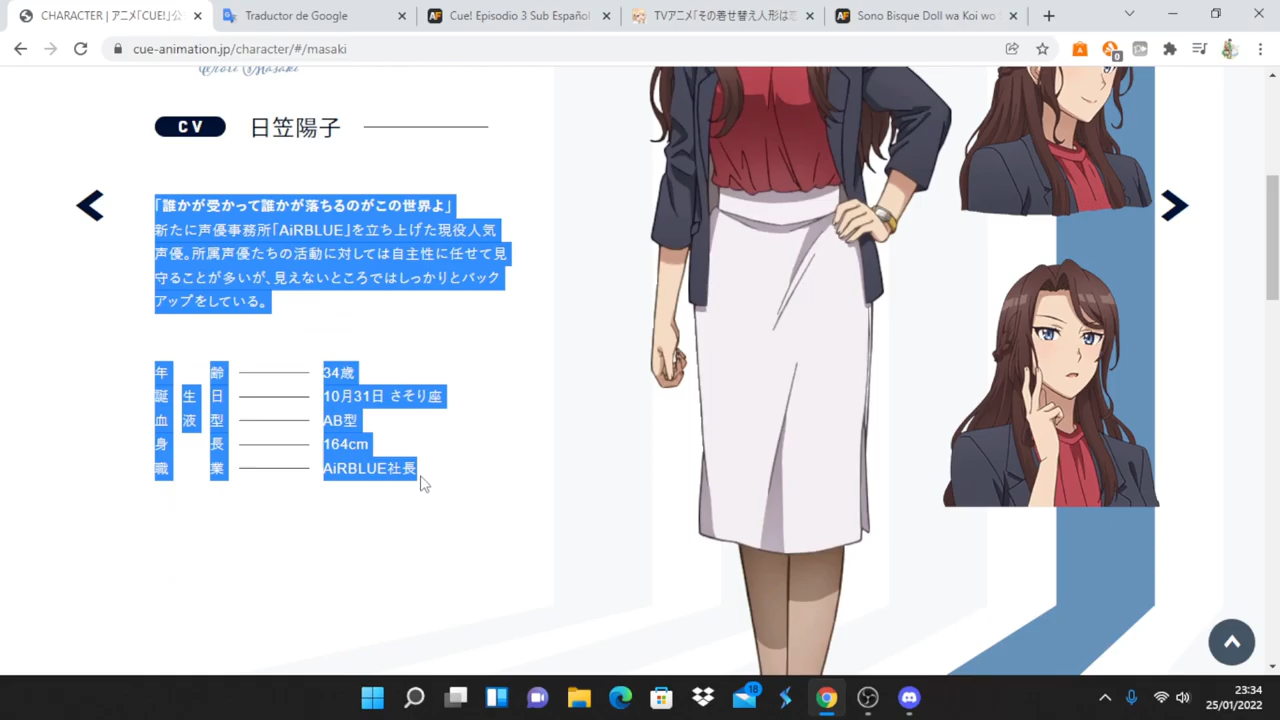 CHARACTER | アニメ「CUE!」公
Traductor de Google
Cue! Episodio 3 Sub Español
TVアニメ「その着せ替え人形は
Sono Bisque Doll wa Koi wo
cue-animation.jp/character/#/masaki
0
Masaki
CV
日笠陽子
「誰かが受かって誰かが落ちるのがこの世界よ」
新たに声優事務所「AiRBLUE」を立ち上げた現役人気
声優。所属声優たちの活動に対しては自主性に任せて見
守ることが多いが、見えないところではしっかりとバック
アップをしている。
年齢 34歳
誕生日 10月31日 さそり座
血液型 AB型
身長 164cm
職業 AiRBLUE社長
18
23:34
25/01/2022